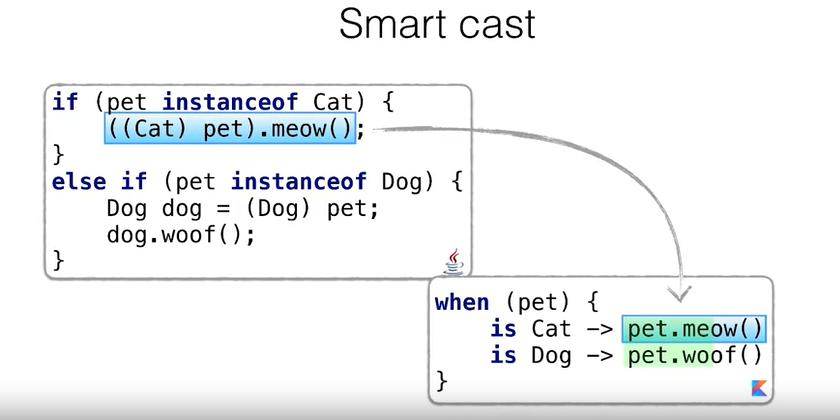 Smart cast
if (pet instanceof Cat) {
    ((Cat) pet).meow();
}
else if (pet instanceof Dog) {
    Dog dog = (Dog) pet;
    dog.woof();
}
when (pet) {
    is Cat -> pet.meow()
    is Dog -> pet.woof()
}